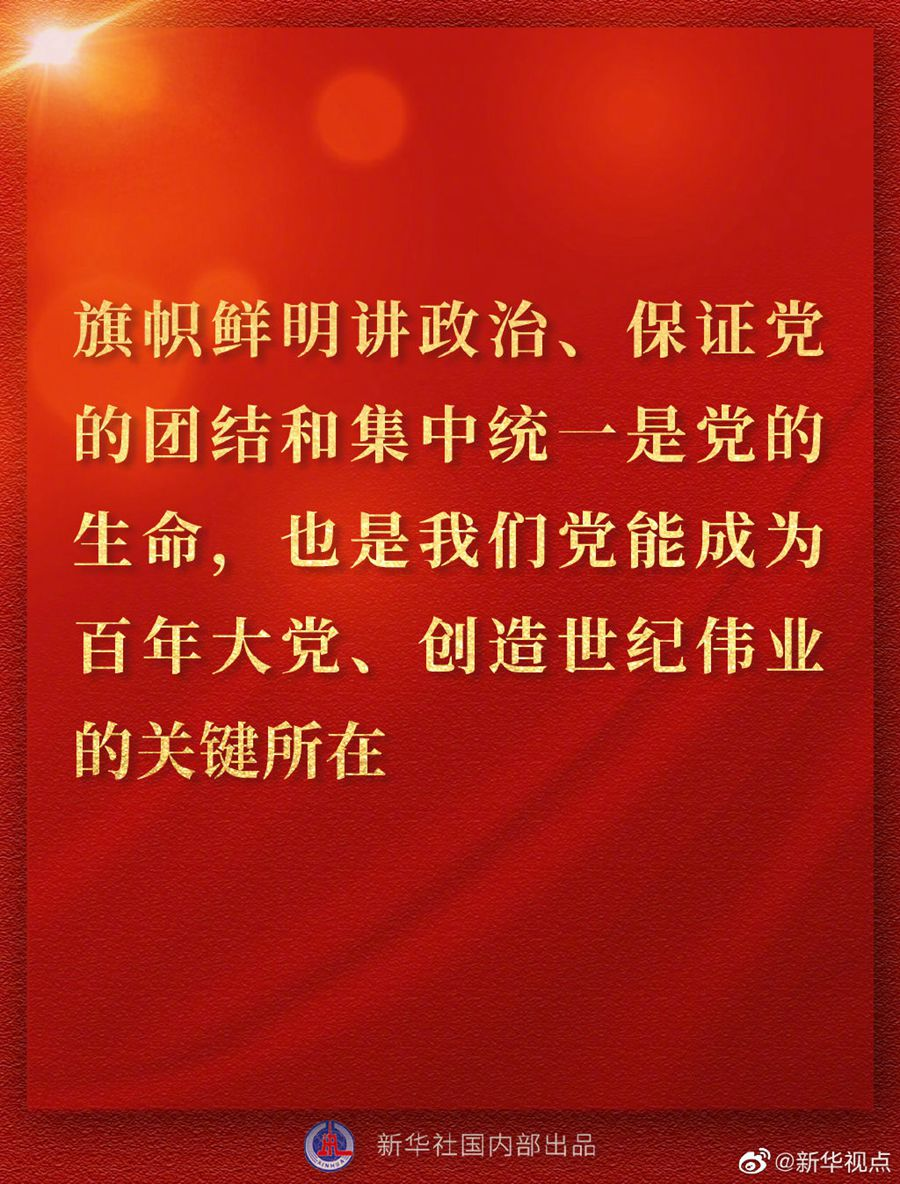 旗帜鲜明讲政治、保证党
的团结和集中统一是党的
生命，也是我们党能成为
百年大党、创造世纪伟业
的关键所在
XINHUA
新华社国内部出品
@新华视点